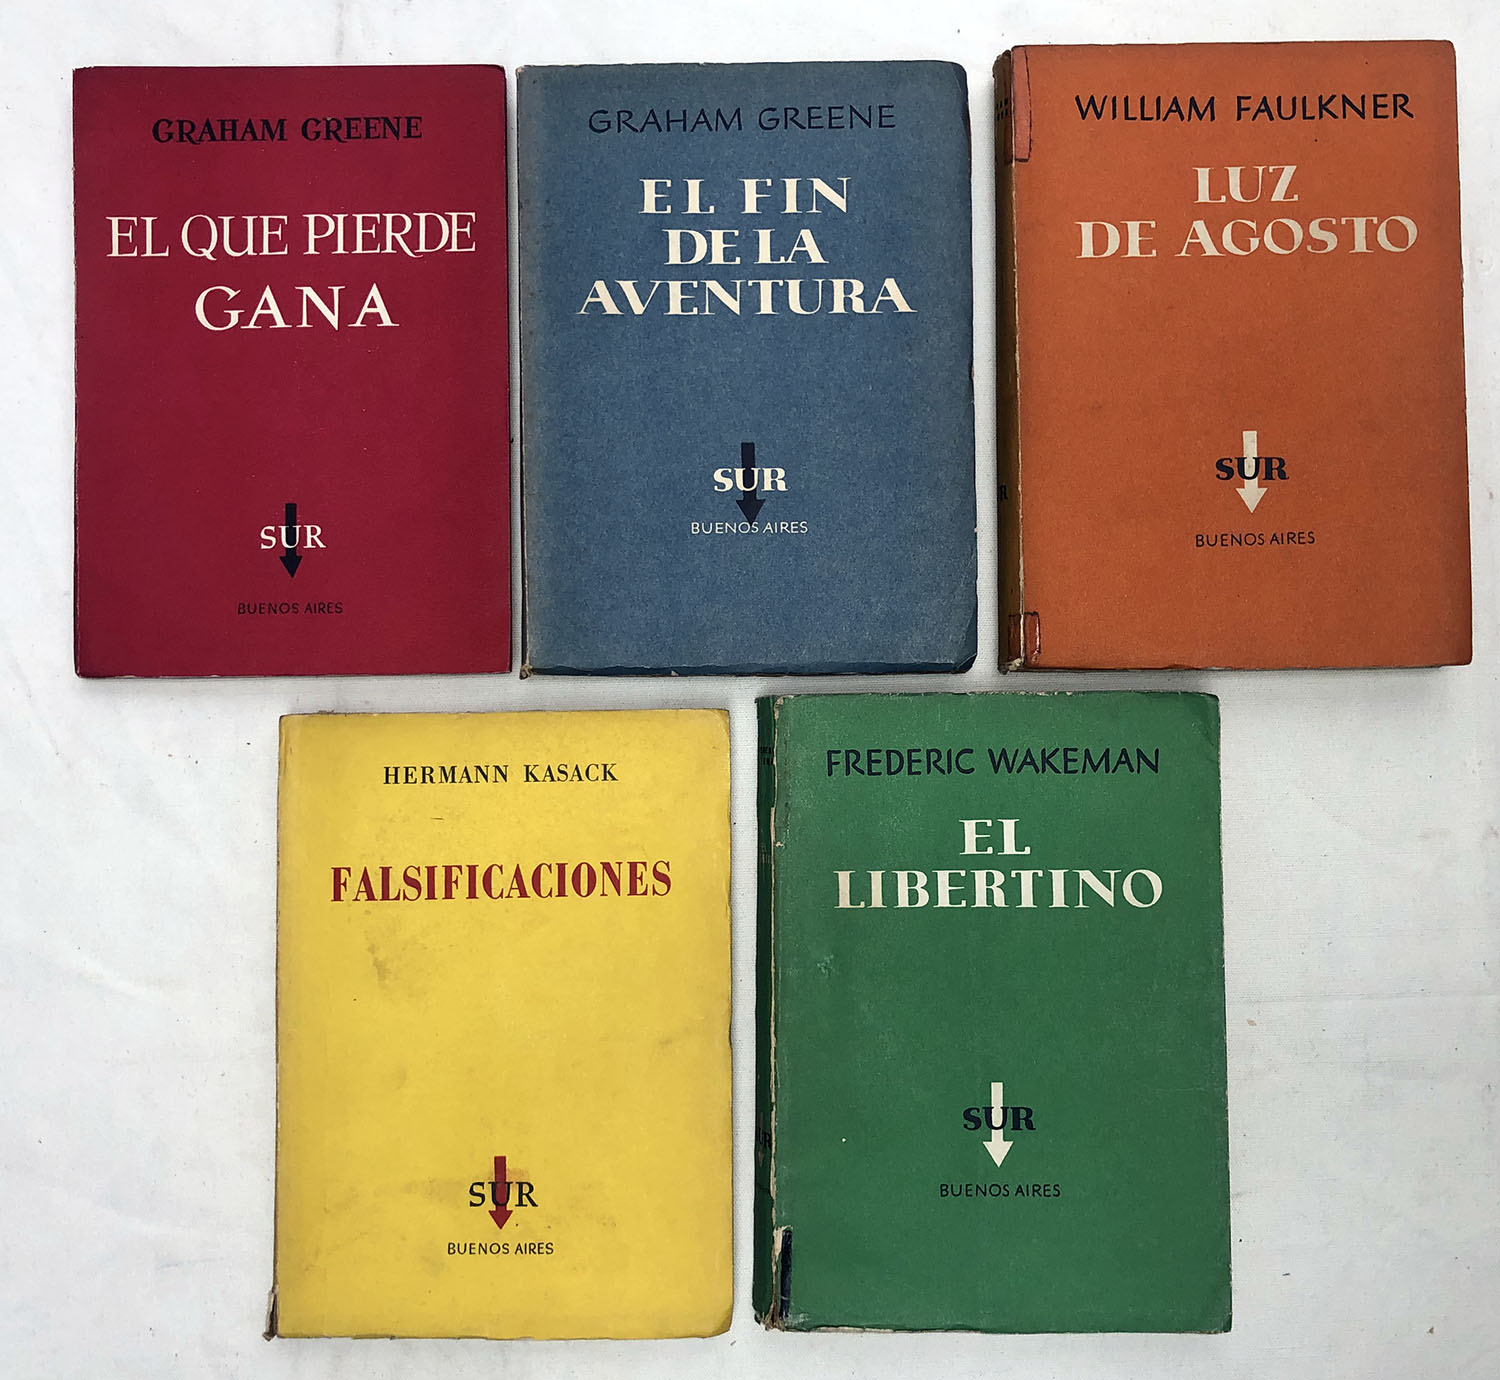 GRAHAM GREENE
EL QUE PIERDE
GANA
SUR
BUENOS AIRES
GRAHAM GREENE
EL FIN
DE LA
AVENTURA
SUR
BUENOS AIRES
WILLIAM FAULKNER
LUZ
DE AGOSTO
SUR
BUENOS AIRES
HERMANN KASACK
FALSIFICACIONES
SUR
BUENOS AIRES
FREDERIC WAKEMAN
EL
LIBERTINO
SUR
BUENOS AIRES